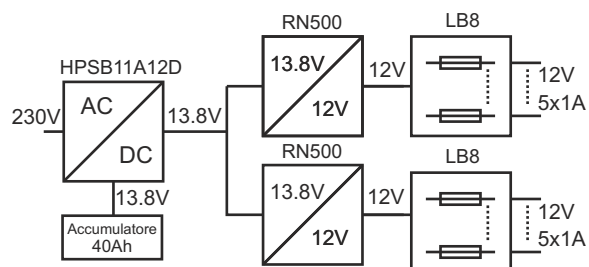 HPSB11A12D
230V
AC
DC
13.8V
13.8V
Accumulatore
40Ah
RN500
13.8V
12V
12V
LB8
12V
5x1A
RN500
13.8V
12V
12V
LB8
12V
5x1A